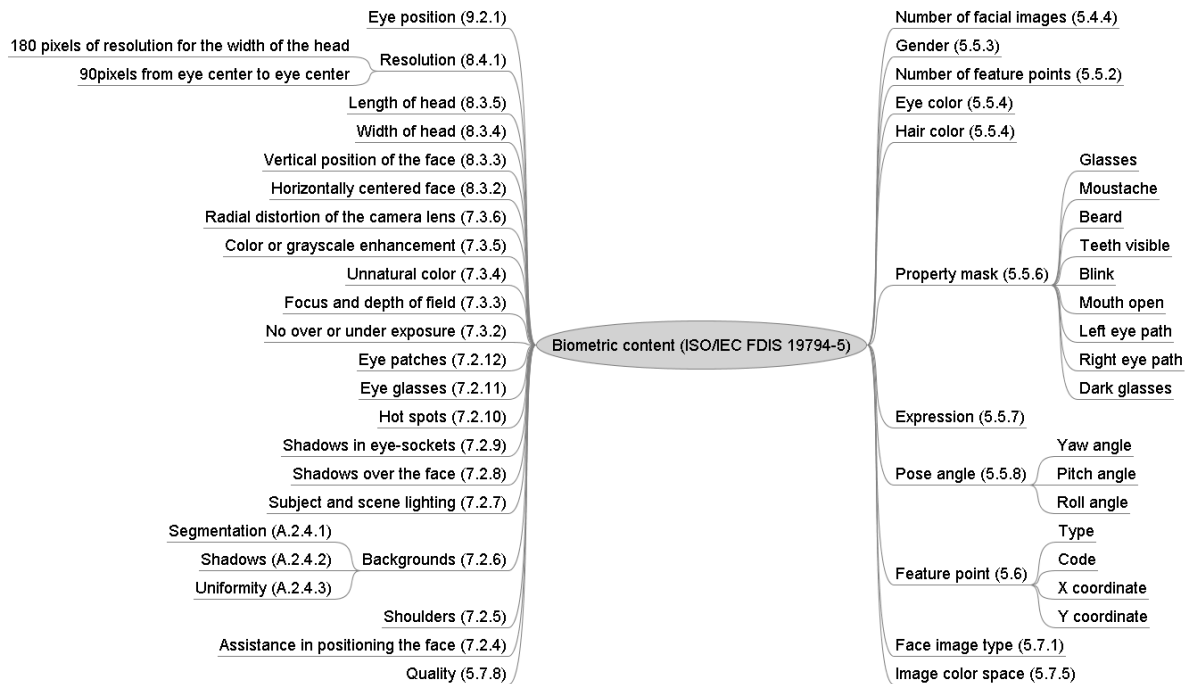 Eye position (9.2.1)
180 pixels of resolution for the width of the head
90pixels from eye center to eye center
Resolution (8.4.1)
Length of head (8.3.5)
Width of head (8.3.4)
Vertical position of the face (8.3.3)
Horizontally centered face (8.3.2)
Radial distortion of the camera lens (7.3.6)
Color or grayscale enhancement (7.3.5)
Unnatural color (7.3.4)
Focus and depth of field (7.3.3)
No over or under exposure (7.3.2)
Eye patches (7.2.12)
Eye glasses (7.2.11)
Hot spots (7.2.10)
Shadows in eye-sockets (7.2.9)
Shadows over the face (7.2.8)
Subject and scene lighting (7.2.7)
Segmentation (A.2.4.1)
Shadows (A.2.4.2)
Uniformity (A.2.4.3)
Backgrounds (7.2.6)
Shoulders (7.2.5)
Assistance in positioning the face (7.2.4)
Quality (5.7.8)
Biometric content (ISO/IEC FDIS 19794-5)
Number of facial images (5.4.4)
Gender (5.5.3)
Number of feature points (5.5.2)
Eye color (5.5.4)
Hair color (5.5.4)
Property mask (5.5.6)
Glasses
Moustache
Beard
Teeth visible
Blink
Mouth open
Left eye path
Right eye path
Dark glasses
Expression (5.5.7)
Pose angle (5.5.8)
Yaw angle
Pitch angle
Roll angle
Feature point (5.6)
Type
Code
X coordinate
Y coordinate
Face image type (5.7.1)
Image color space (5.7.5)